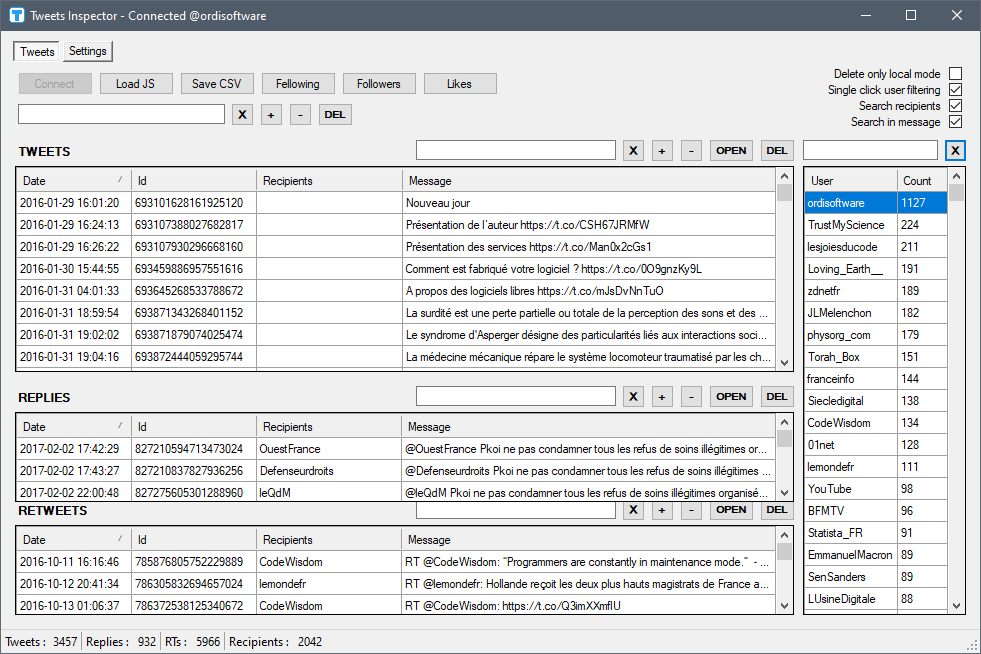 Tweets Inspector - Connected @ordisoftware
Tweets Settings
Connect Load JS Save CSV Fellowing Followers Likes
Delete only local mode
Single click user filtering
Search recipients
Search in message
X + - DEL
TWEETS X + - OPEN DEL X
Date Id Recipients Message
2016-01-29 16:01:20 693101628161925120 Nouveau jour
2016-01-29 16:24:13 693107388027682817 Présentation de l'auteur https://t.co/CSH67JRMfW
2016-01-29 16:26:22 693107930296668160 Présentation des services https://t.co/Man0x2cGs1
2016-01-30 15:44:55 693459886957551616 Comment est fabriqué votre logiciel ? https://t.co/0O9gnzKy9L
2016-01-31 04:01:33 693645268533788672 A propos des logiciels libres https://t.co/mJsDvNnTuO
2016-01-31 18:59:54 693871343268401152 La surdité est une perte partielle ou totale de la perception des sons et des ...
2016-01-31 19:02:02 693871879074025474 Le syndrome d'Asperger désigne des particularités liés aux interactions soci...
2016-01-31 19:04:16 693872444059295744 La médecine mécanique répare le système locomoteur traumatisé par les ch...
REPLIES X + - OPEN DEL
Date Id Recipients Message
2017-02-02 17:42:29 827210594713473024 OuestFrance @OuestFrance Pkoi ne pas condamner tous les refus de soins illégitimes or...
2017-02-02 17:43:27 827210837827936256 Defenseurdroits @Defenseurdroits Pkoi ne pas condamner tous les refus de soins illégitimes ...
2017-02-02 22:00:48 827275605301288960 leQdM @leQdM Pkoi ne pas condamner tous les refus de soins illégitimes organisé...
RETWEETS X + - OPEN DEL
Date Id Recipients Message
2016-10-11 16:16:46 785876805752229889 CodeWisdom RT @CodeWisdom: "Programmers are constantly in maintenance mode." - ...
2016-10-12 20:41:34 786305832694657024 lemondefr RT @lemondefr: Hollande reçoit les deux plus hauts magistrats de France a...
2016-10-13 01:06:37 786372538125340672 CodeWisdom RT @CodeWisdom: https://t.co/Q3imXXmflU
User Count
ordisoftware 1127
TrustMyScience 224
lesjoiesducode 211
Loving_Earth__ 191
zdnetfr 189
JLMelenchon 182
physorg_com 179
Torah_Box 151
franceinfo 144
Siecledigital 138
CodeWisdom 134
01net 128
lemondefr 111
YouTube 98
BFMTV 96
Statista_FR 91
EmmanuelMacron 89
SenSanders 89
LUsineDigitale 88
Tweets : 3457 Replies : 932 RTs : 5966 Recipients : 2042